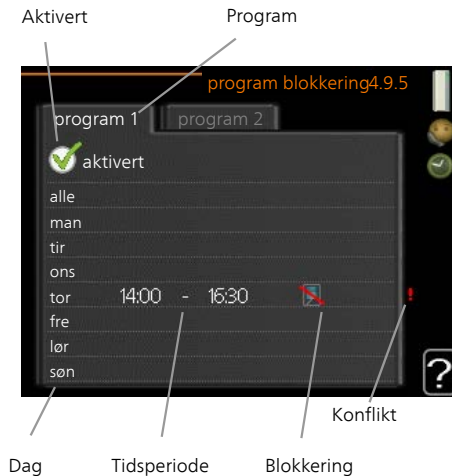 Aktivert Program
program blokkering4.9.5
program 1 program 2
aktivert
alle
man
tir
ons
tor 14:00 - 16:30 !
fre
lør
søn
?
Konflikt
Dag Tidsperiode Blokkering